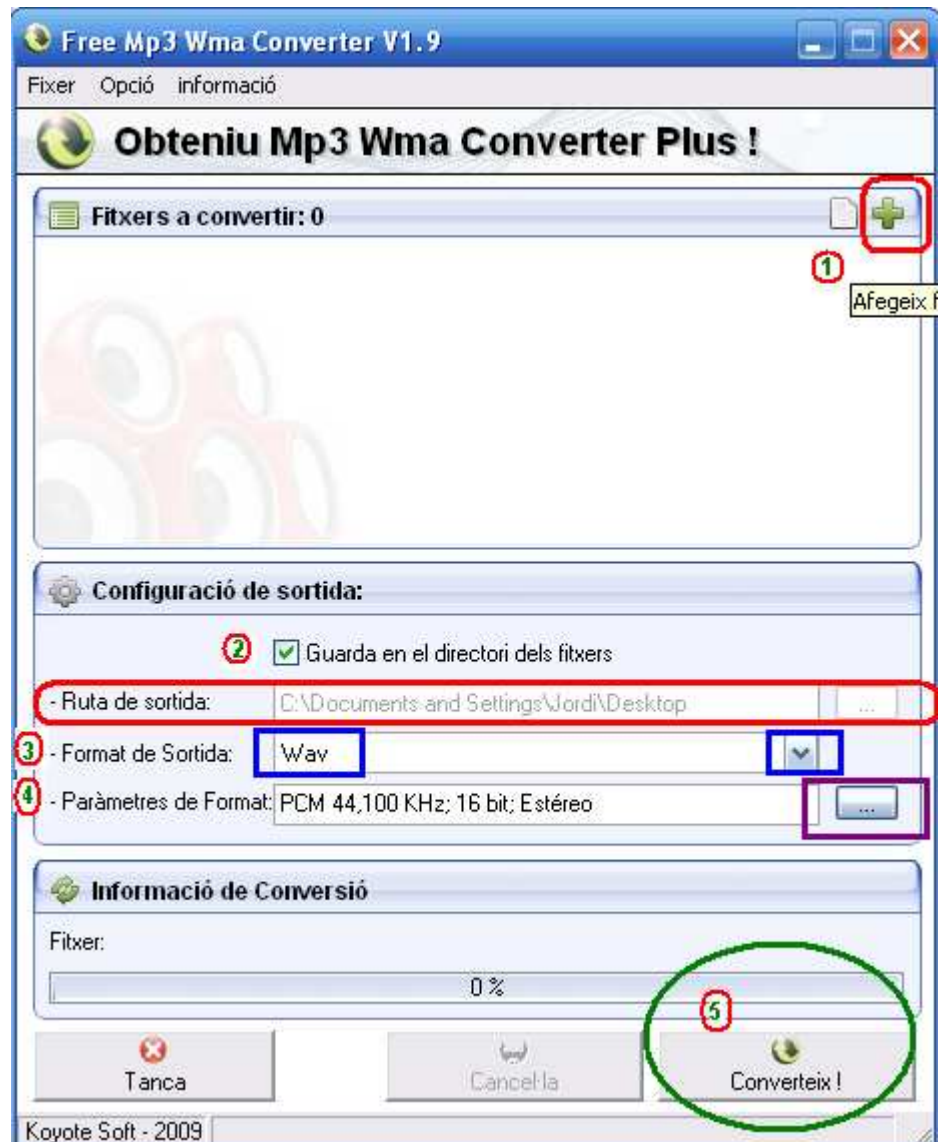 Free Mp3 Wma Converter V1.9
Fixer Opció informació
Obteniu Mp3 Wma Converter Plus !
Fitxers a convertir: 0
1
Afegeix f
Configuració de sortida:
2 Guarda en el directori dels fitxers
- Ruta de sortida: C:\Documents and Settings\Jordi\Desktop ...
3 - Format de Sortida: Wav
4 - Paràmetres de Format: PCM 44,100 KHz; 16 bit; Estéreo ...
Informació de Conversió
Fitxer:
0 %
5
Tanca Cancel·la Converteix !
Koyote Soft - 2009